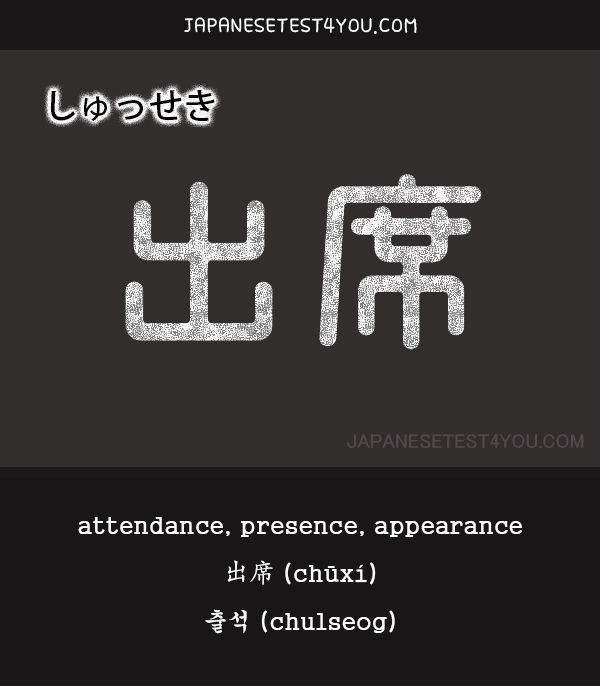 JAPANESETEST4YOU.COM
しゅっせき
出席
JAPANESETEST4YOU.COM
attendance, presence, appearance
出席 (chūxí)
출석 (chulseog)